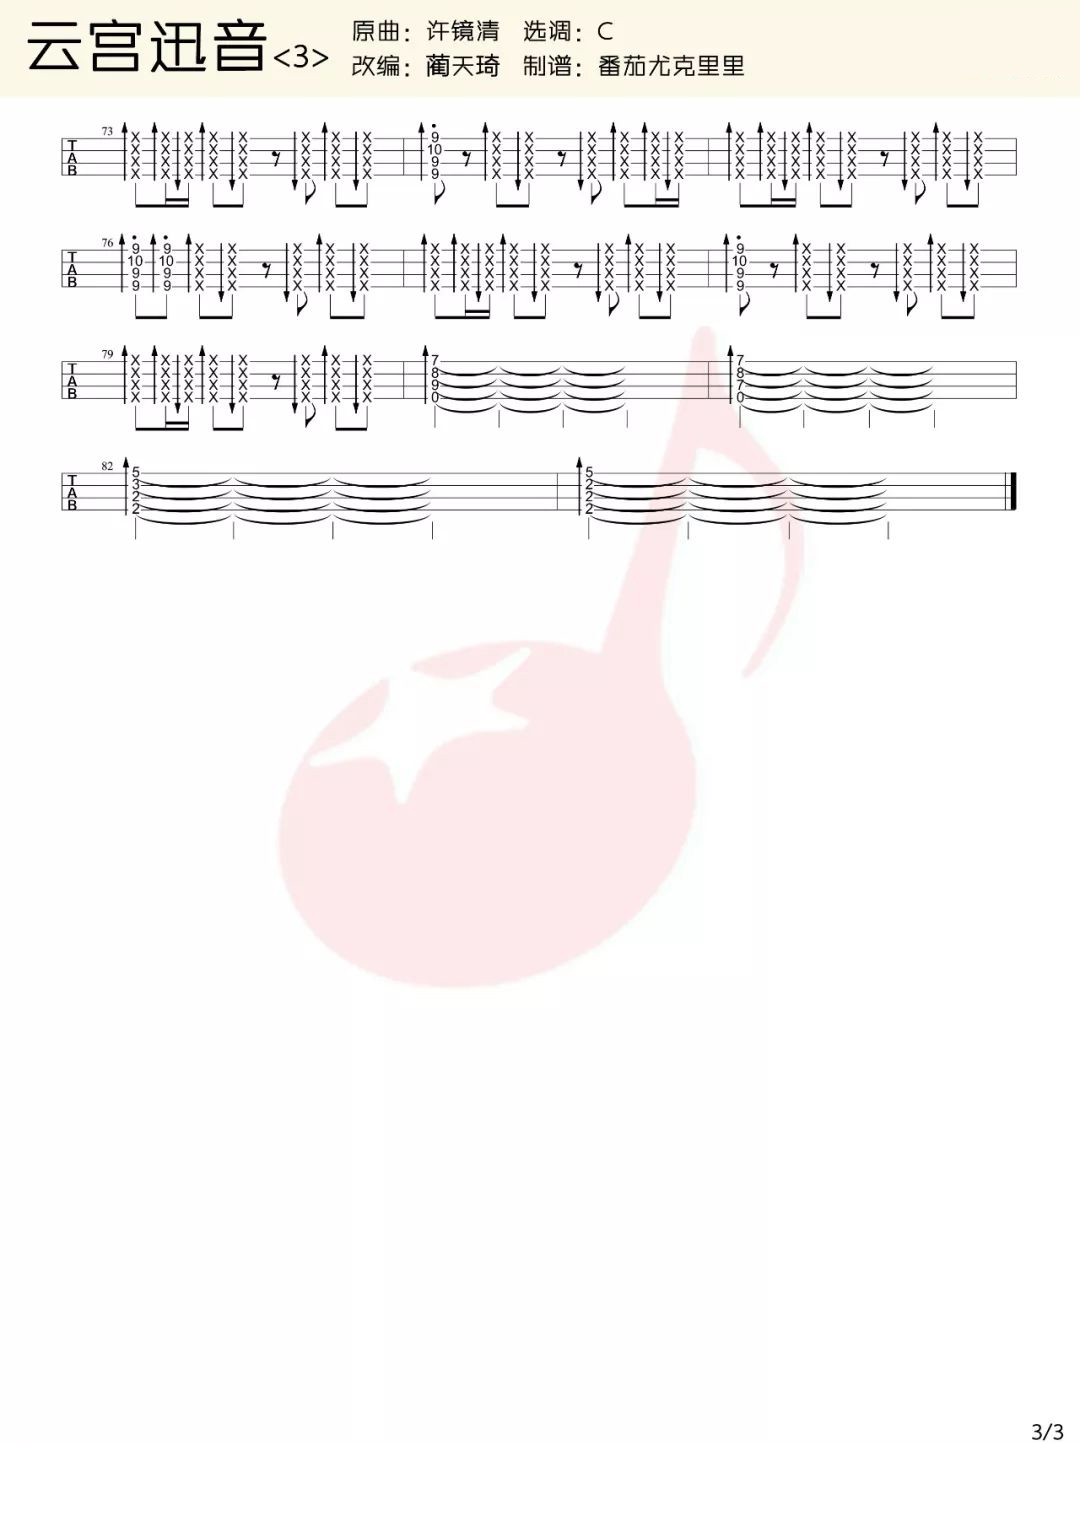 云宫迅音<3>
原曲：许镜清 选调：C
改编：蔺天琦 制谱：番茄尤克里里
73
T X X X X X X X X 9 X X X X X X X X X X X X X X X
A X X X X X X X X 10 X X X X X X X X X X X X X X X
X X X X X X X X 9 X X X X X X X X X X X X X X X
B X X X X X X X X 9 X X X X X X X X X X X X X X X
76
T 9 9 X X X X X X X X X X X X X 9 X X X X X
A 10 10 X X X X X X X X X X X X X 10 X X X X X
9 9 X X X X X X X X X X X X X 9 X X X X X
B 9 9 X X X X X X X X X X X X X 9 X X X X X
79
T X X X X X X X X 7 7
A X X X X X X X X 8 8
X X X X X X X X 9 7
B X X X X X X X X 0 0
82
T 5 5
A 3 2
2 2
B 2 2
3/3